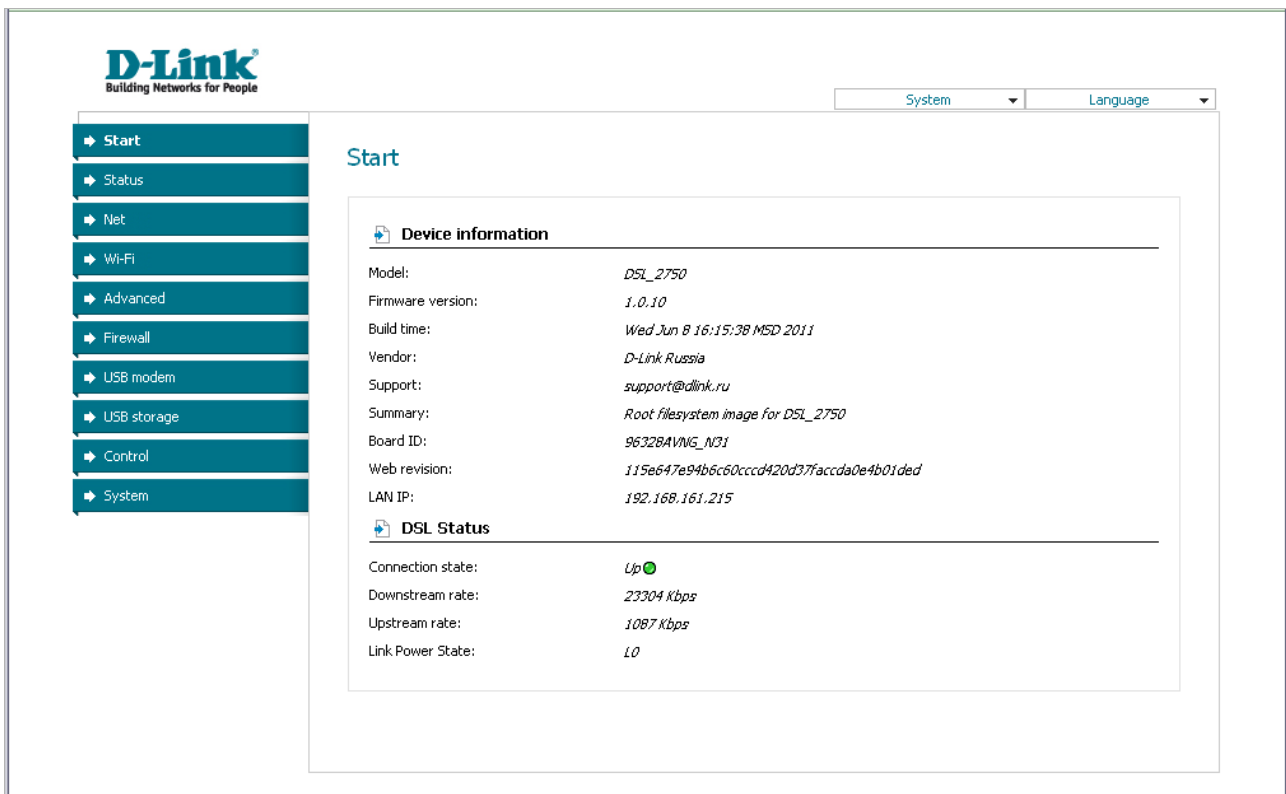 D-Link
Building Networks for People
System Language
Start
Status
Net
Wi-Fi
Advanced
Firewall
USB modem
USB storage
Control
System
Start
Device information
Model: DSL_2750
Firmware version: 1.0.10
Build time: Wed Jun 8 16:15:38 MSD 2011
Vendor: D-Link Russia
Support: support@dlink.ru
Summary: Root filesystem image for DSL_2750
Board ID: 96328AVNG_N31
Web revision: 115e647e94b6c60cccd420d37faccda0e4b01ded
LAN IP: 192.168.161.215
DSL Status
Connection state: Up
Downstream rate: 23304 Kbps
Upstream rate: 1087 Kbps
Link Power State: L0